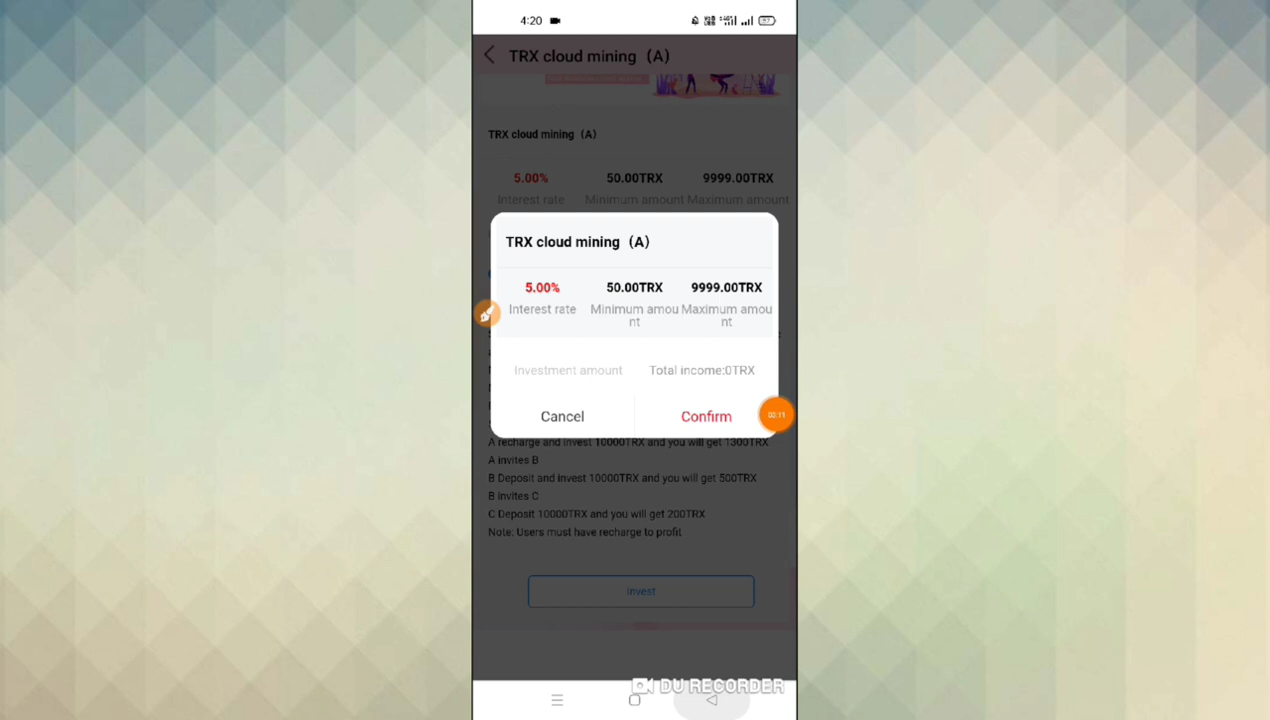 4:20
TRX cloud mining（A）
TRX cloud mining（A）
5.00% 50.00TRX 9999.00TRX
Interest rate Minimum amount Maximum amount
TRX cloud mining（A）
5.00% 50.00TRX 9999.00TRX
Interest rate Minimum amou Maximum amou
nt nt
Investment amount Total income:0TRX
Cancel Confirm
02:11
A recharge and invest 10000TRX and you will get 1300TRX
A invites B
B Deposit and invest 10000TRX and you will get 500TRX
B invites C
C Deposit 10000TRX and you will get 200TRX
Note: Users must have recharge to profit
Invest
DU RECORDER